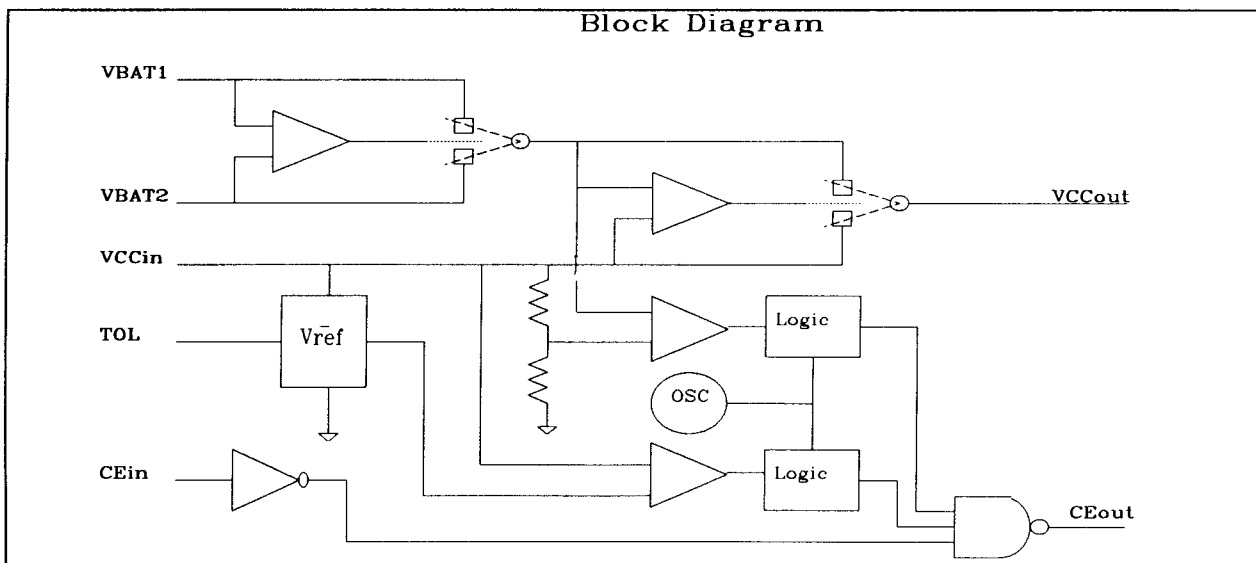 Block Diagram
VBAT1
VBAT2
VCCout
VCCin
TOL
Vref
Logic
OSC
CEin
Logic
CEout